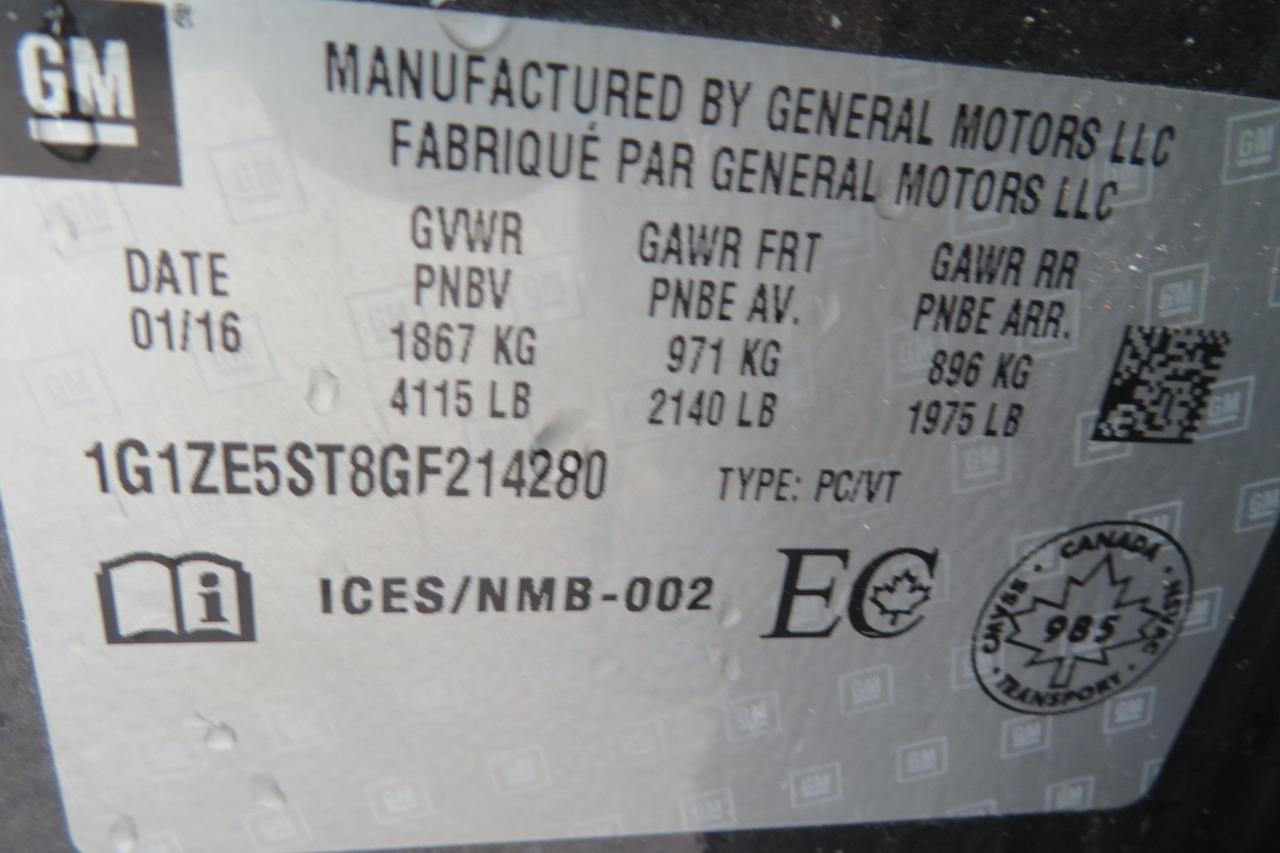 GM
MANUFACTURED BY GENERAL MOTORS LLC
FABRIQUÉ PAR GENERAL MOTORS LLC
DATE
01/16
GVWR
PNBV
1867 KG
4115 LB
GAWR FRT
PNBE AV.
971 KG
2140 LB
GAWR RR
PNBE ARR.
896 KG
1975 LB
1G1ZE5ST8GF214280
TYPE: PC/VT
i
ICES/NMB-002
EC
CANADA
CMVSS
NSVAC
985
TRANSPORT